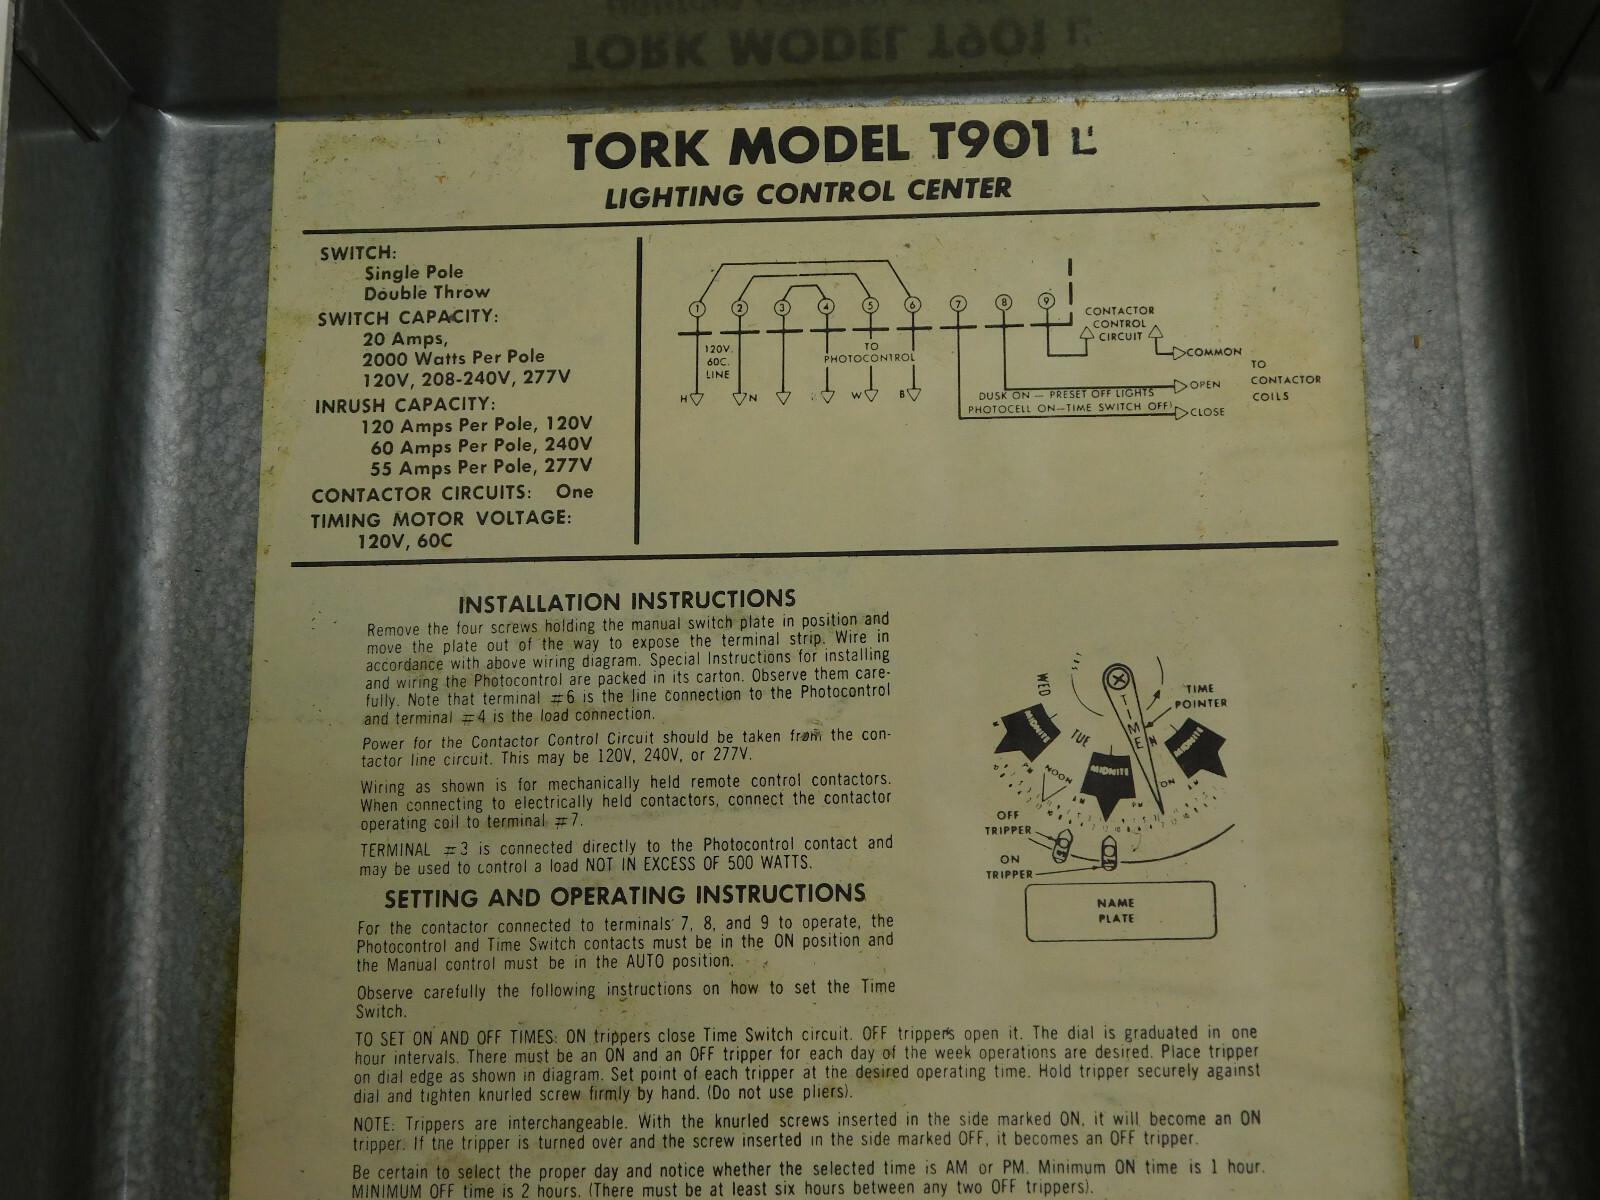 TORK MODEL T901 L
LIGHTING CONTROL CENTER
SWITCH:
Single Pole
Double Throw
SWITCH CAPACITY:
20 Amps,
2000 Watts Per Pole
120V, 208-240V, 277V
INRUSH CAPACITY:
120 Amps Per Pole, 120V
60 Amps Per Pole, 240V
55 Amps Per Pole, 277V
CONTACTOR CIRCUITS: One
TIMING MOTOR VOLTAGE:
120V, 60C
1 2 3 4 5 6 7 8 9
120V.
60C.
LINE
TO
PHOTOCONTROL
H N W B
CONTACTOR
CONTROL
CIRCUIT
COMMON
OPEN
CLOSE
DUSK ON — PRESET OFF LIGHTS
PHOTOCELL ON—TIME SWITCH OFF)
TO
CONTACTOR
COILS
INSTALLATION INSTRUCTIONS
Remove the four screws holding the manual switch plate in position and
move the plate out of the way to expose the terminal strip. Wire in
accordance with above wiring diagram. Special Instructions for installing
and wiring the Photocontrol are packed in its carton. Observe them care-
fully. Note that terminal #6 is the line connection to the Photocontrol
and terminal #4 is the load connection.
Power for the Contactor Control Circuit should be taken from the con-
tactor line circuit. This may be 120V, 240V, or 277V.
Wiring as shown is for mechanically held remote control contactors.
When connecting to electrically held contactors, connect the contactor
operating coil to terminal #7.
TERMINAL #3 is connected directly to the Photocontrol contact and
may be used to control a load NOT IN EXCESS OF 500 WATTS.
WED
MIDNITE
TUE
NOON
PM
MIDNITE
TIME
MIDNITE
ON
AM
PM
TIME
POINTER
OFF
TRIPPER
ON
TRIPPER
NAME
PLATE
SETTING AND OPERATING INSTRUCTIONS
For the contactor connected to terminals 7, 8, and 9 to operate, the
Photocontrol and Time Switch contacts must be in the ON position and
the Manual control must be in the AUTO position.
Observe carefully the following instructions on how to set the Time
Switch.
TO SET ON AND OFF TIMES: ON trippers close Time Switch circuit. OFF trippers open it. The dial is graduated in one
hour intervals. There must be an ON and an OFF tripper for each day of the week operations are desired. Place tripper
on dial edge as shown in diagram. Set point of each tripper at the desired operating time. Hold tripper securely against
dial and tighten knurled screw firmly by hand. (Do not use pliers).
NOTE: Trippers are interchangeable. With the knurled screws inserted in the side marked ON, it will become an ON
tripper. If the tripper is turned over and the screw inserted in the side marked OFF, it becomes an OFF tripper.
Be certain to select the proper day and notice whether the selected time is AM or PM. Minimum ON time is 1 hour.
MINIMUM OFF time is 2 hours. (There must be at least six hours between any two OFF trippers).